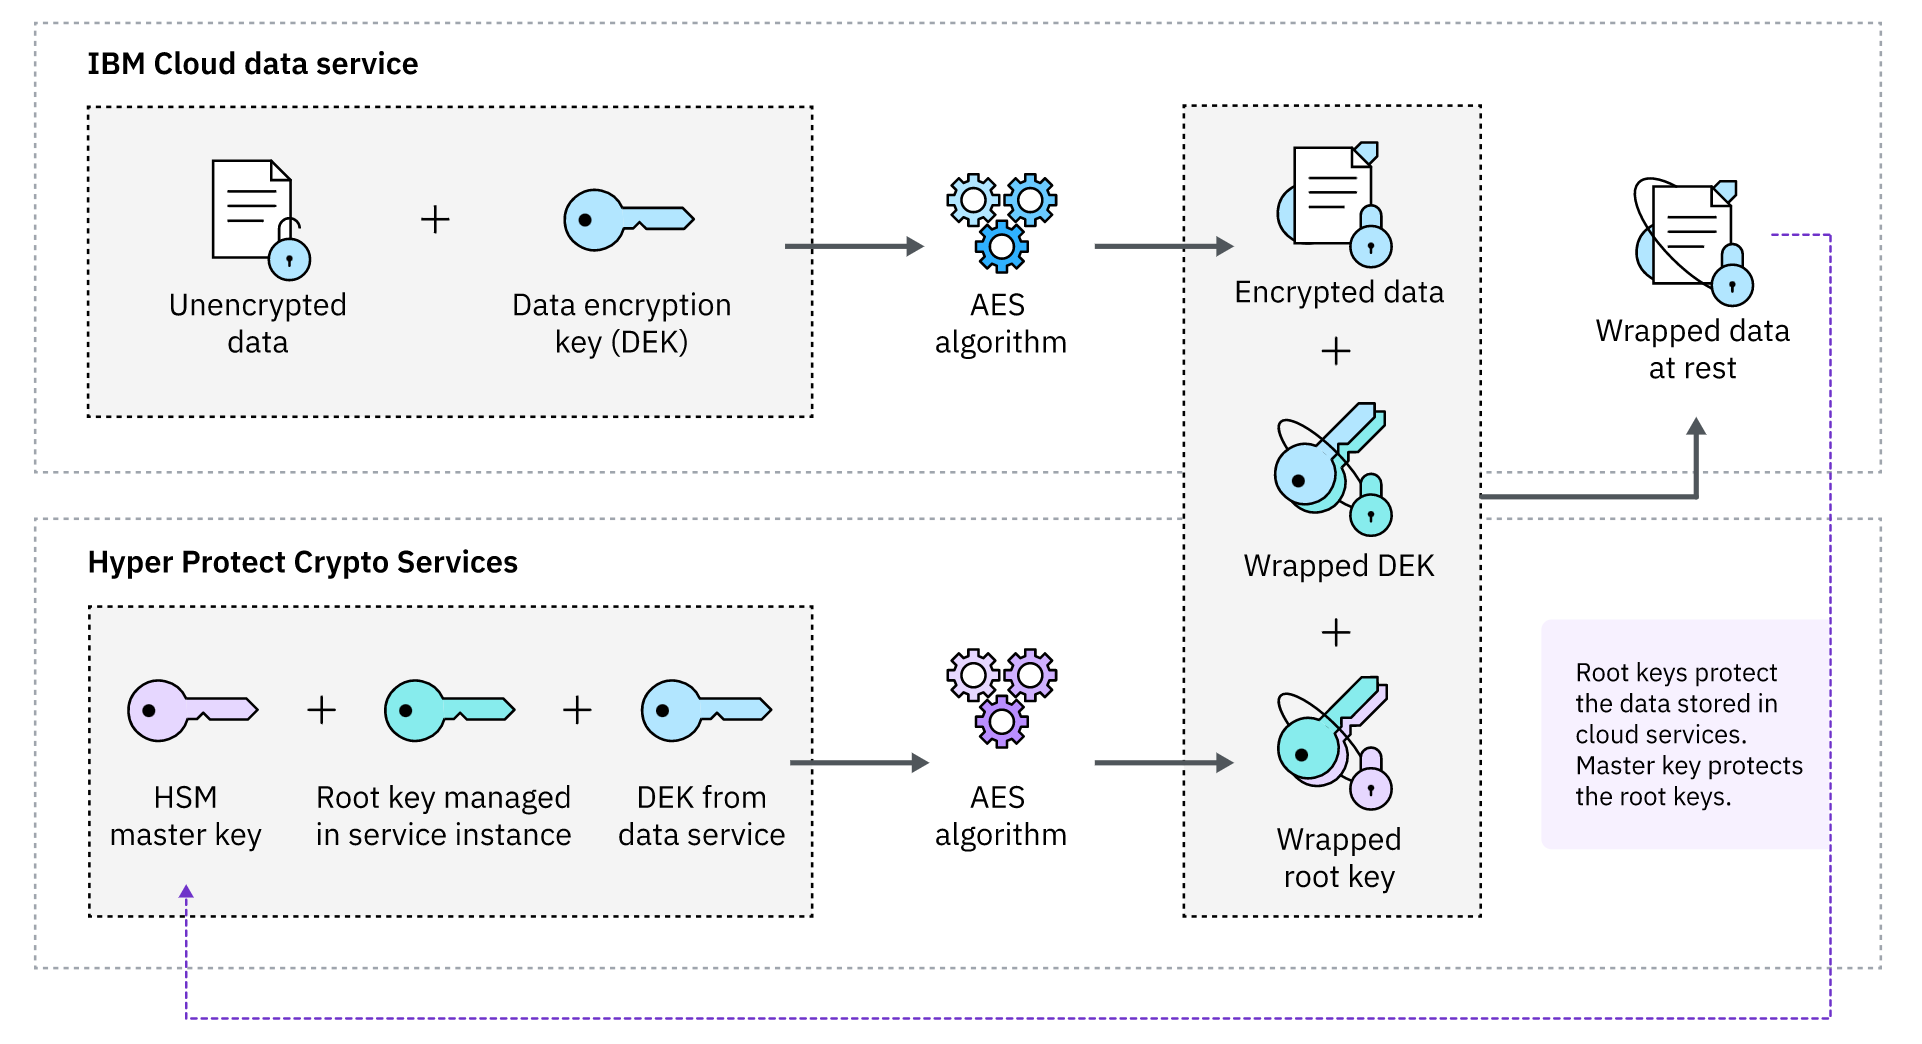 IBM Cloud data service
Unencrypted
data
+
Data encryption
key (DEK)
AES
algorithm
Encrypted data
+
Wrapped DEK
+
Wrapped
root key
Wrapped data
at rest
Hyper Protect Crypto Services
HSM
master key
+
Root key managed
in service instance
+
DEK from
data service
AES
algorithm
Root keys protect
the data stored in
cloud services.
Master key protects
the root keys.